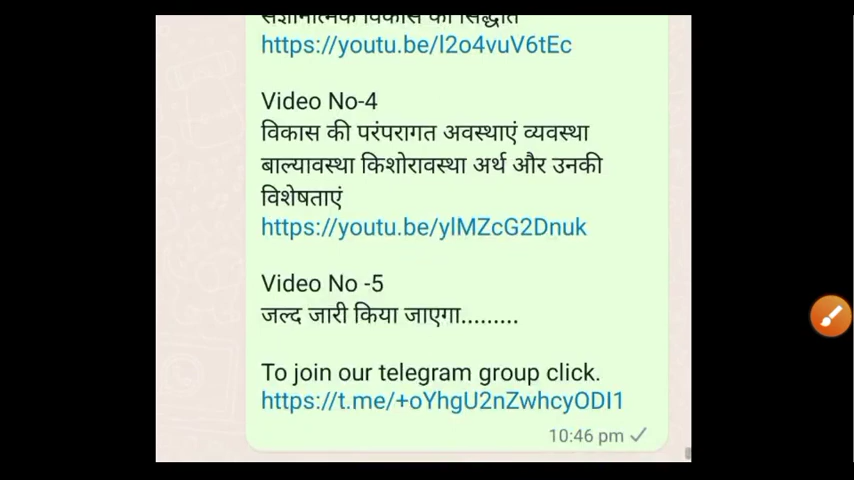 संज्ञानात्मक विकास का सिद्धांत
https://youtu.be/l2o4vuV6tEc
Video No-4
विकास की परंपरागत अवस्थाएं व्यवस्था
बाल्यावस्था किशोरावस्था अर्थ और उनकी
विशेषताएं
https://youtu.be/ylMZcG2Dnuk
Video No -5
जल्द जारी किया जाएगा.........
To join our telegram group click.
https://t.me/+oYhgU2nZwhcyODI1
10:46 pm